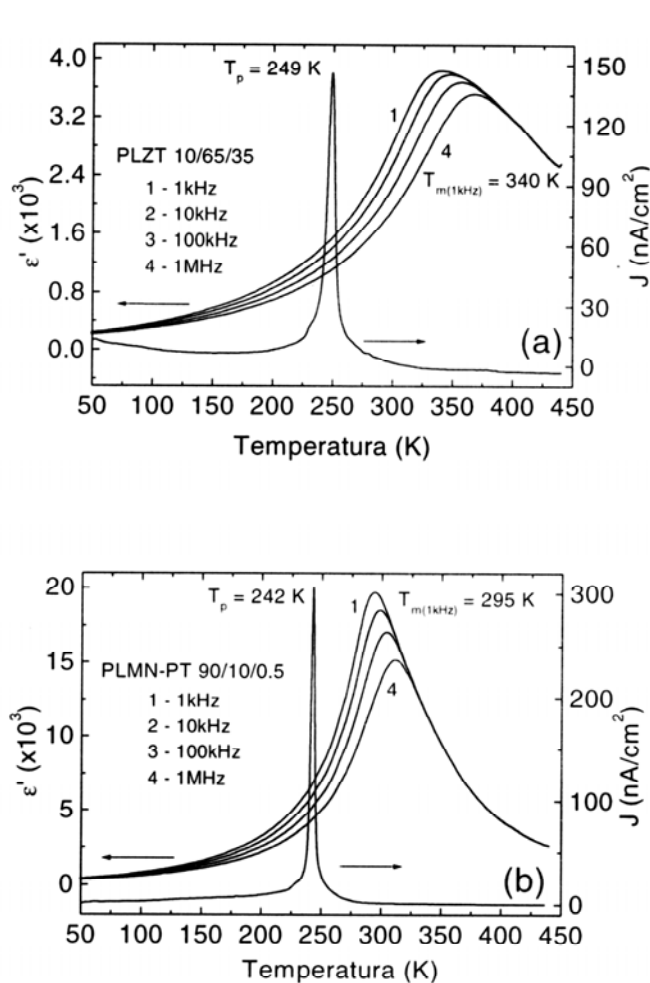 T_p = 249 K
4.0
3.2
2.4
1.6
0.8
0.0
ε' (x10³)
PLZT 10/65/35
1 - 1kHz
2 - 10kHz
3 - 100kHz
4 - 1MHz
1
4
T_m(1kHz) = 340 K
150
120
90
60
30
0
J (nA/cm²)
(a)
50 100 150 200 250 300 350 400 450
Temperatura (K)
T_p = 242 K
20
15
10
5
0
ε' (x10³)
PLMN-PT 90/10/0.5
1 - 1kHz
2 - 10kHz
3 - 100kHz
4 - 1MHz
1
4
T_m(1kHz) = 295 K
300
200
100
0
J (nA/cm²)
(b)
50 100 150 200 250 300 350 400 450
Temperatura (K)